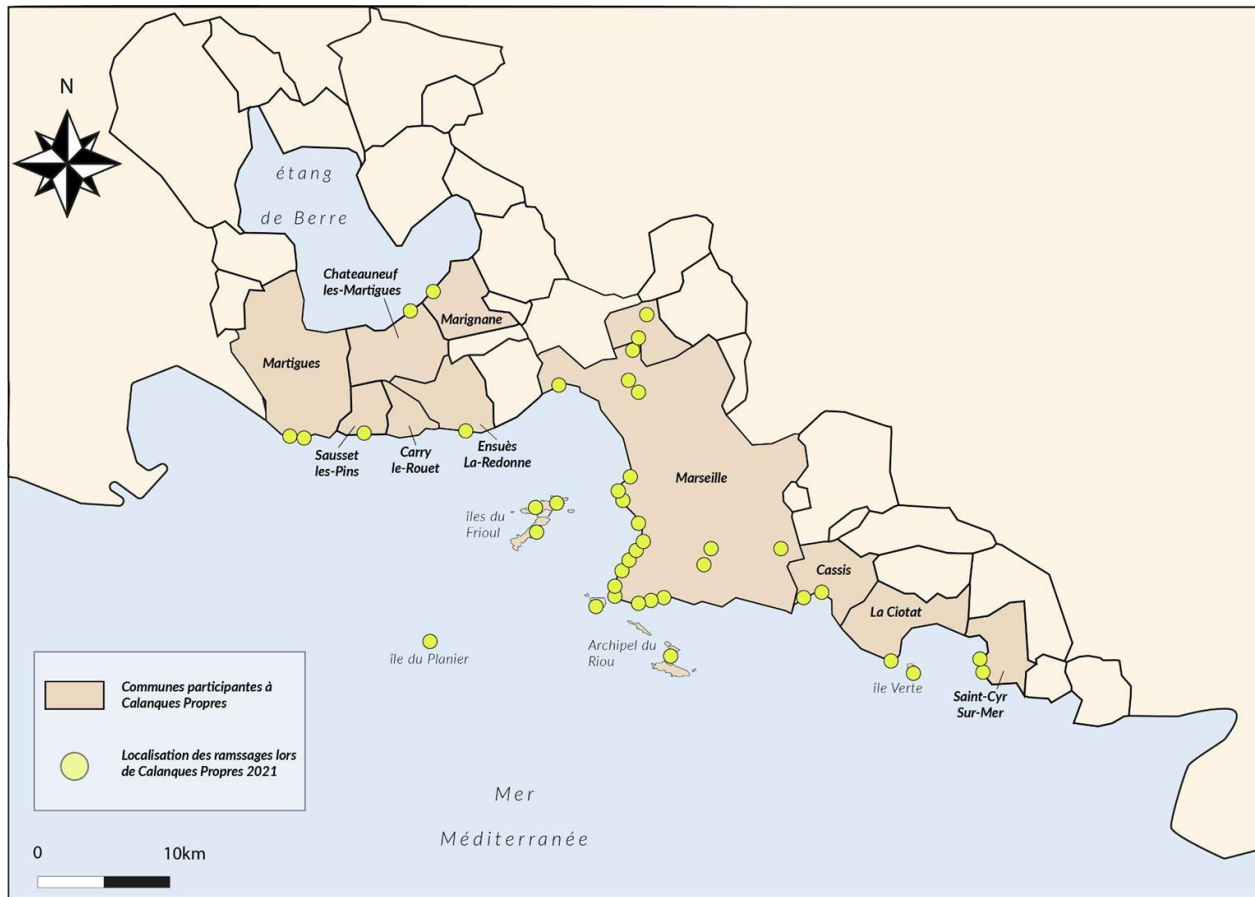 N
étang
de Berre
Chateauneuf
les-Martigues
Marignane
Martigues
Sausset
les-Pins
Carry
le-Rouet
Ensuès
La-Redonne
Marseille
îles du
Frioul
Cassis
La Ciotat
Archipel du
Riou
île du Planier
île Verte
Saint-Cyr
Sur-Mer
Communes participantes à
Calanques Propres
Localisation des ramssages lors
de Calanques Propres 2021
Mer
Méditerranée
0 10km